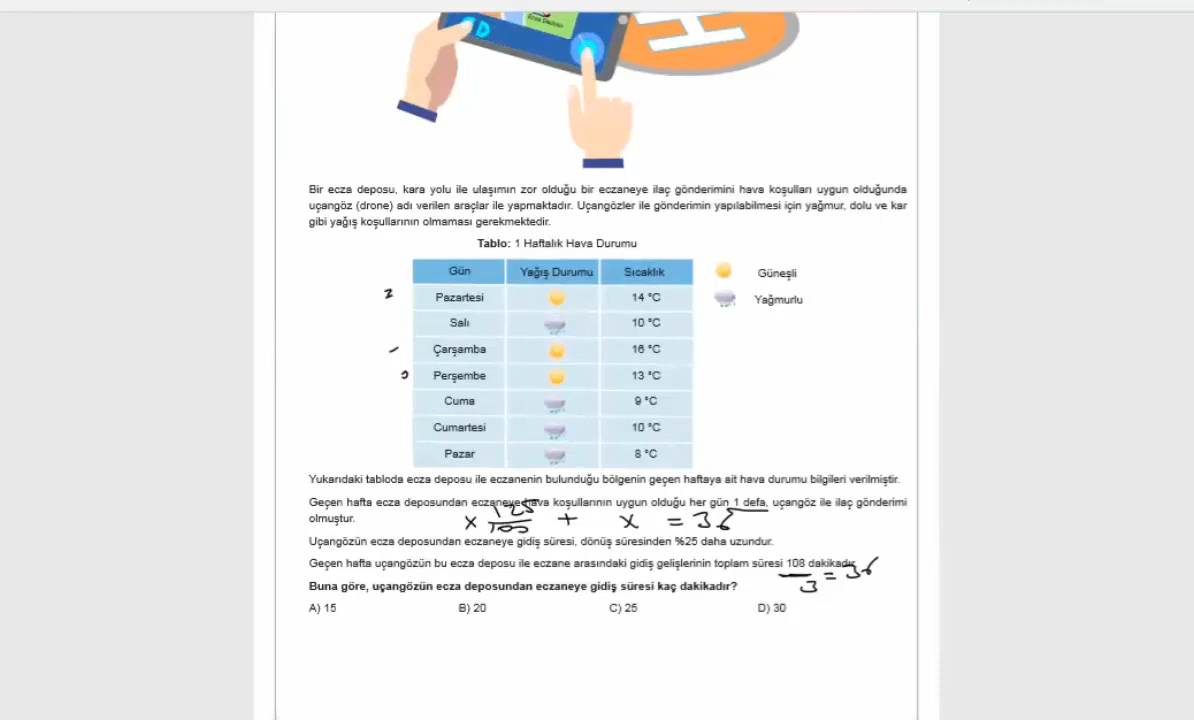 Ecza Deposu
Bir ecza deposu, kara yolu ile ulaşımın zor olduğu bir eczaneye ilaç gönderimini hava koşulları uygun olduğunda
uçangöz (drone) adı verilen araçlar ile yapmaktadır. Uçangözler ile gönderimin yapılabilmesi için yağmur, dolu ve kar
gibi yağış koşullarının olmaması gerekmektedir.
Tablo: 1 Haftalık Hava Durumu
Gün Yağış Durumu Sıcaklık
Güneşli
2 Pazartesi 14 °C
Yağmurlu
Salı 10 °C
Çarşamba 16 °C
Perşembe 13 °C
Cuma 9 °C
Cumartesi 10 °C
Pazar 8 °C
Yukarıdaki tabloda ecza deposu ile eczanenin bulunduğu bölgenin geçen haftaya ait hava durumu bilgileri verilmiştir.
Geçen hafta ecza deposundan eczaneye hava koşullarının uygun olduğu her gün 1 defa, uçangöz ile ilaç gönderimi
olmuştur.
x 125/100 + x = 36
Uçangözün ecza deposundan eczaneye gidiş süresi, dönüş süresinden %25 daha uzundur.
Geçen hafta uçangözün bu ecza deposu ile eczane arasındaki gidiş gelişlerinin toplam süresi 108 dakikadır.
3 = 36
Buna göre, uçangözün ecza deposundan eczaneye gidiş süresi kaç dakikadır?
A) 15 B) 20 C) 25 D) 30